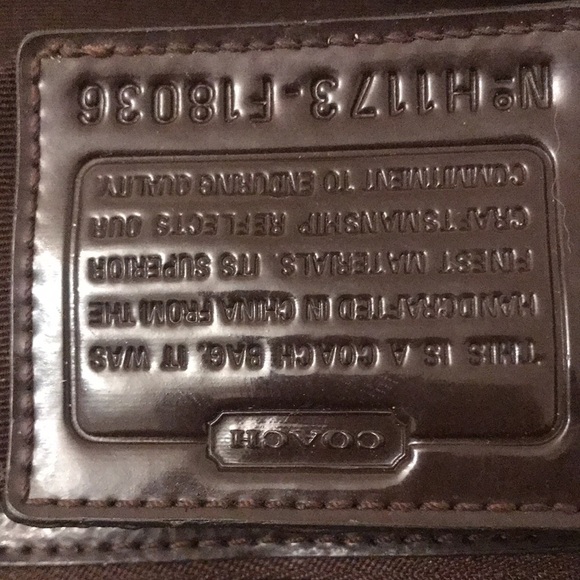 COACH
THIS IS A COACH BAG. IT WAS
HANDCRAFTED IN CHINA FROM THE
FINEST MATERIALS. ITS SUPERIOR
CRAFTSMANSHIP REFLECTS OUR
COMMITMENT TO ENDURING QUALITY.
Nº H1173-F18036